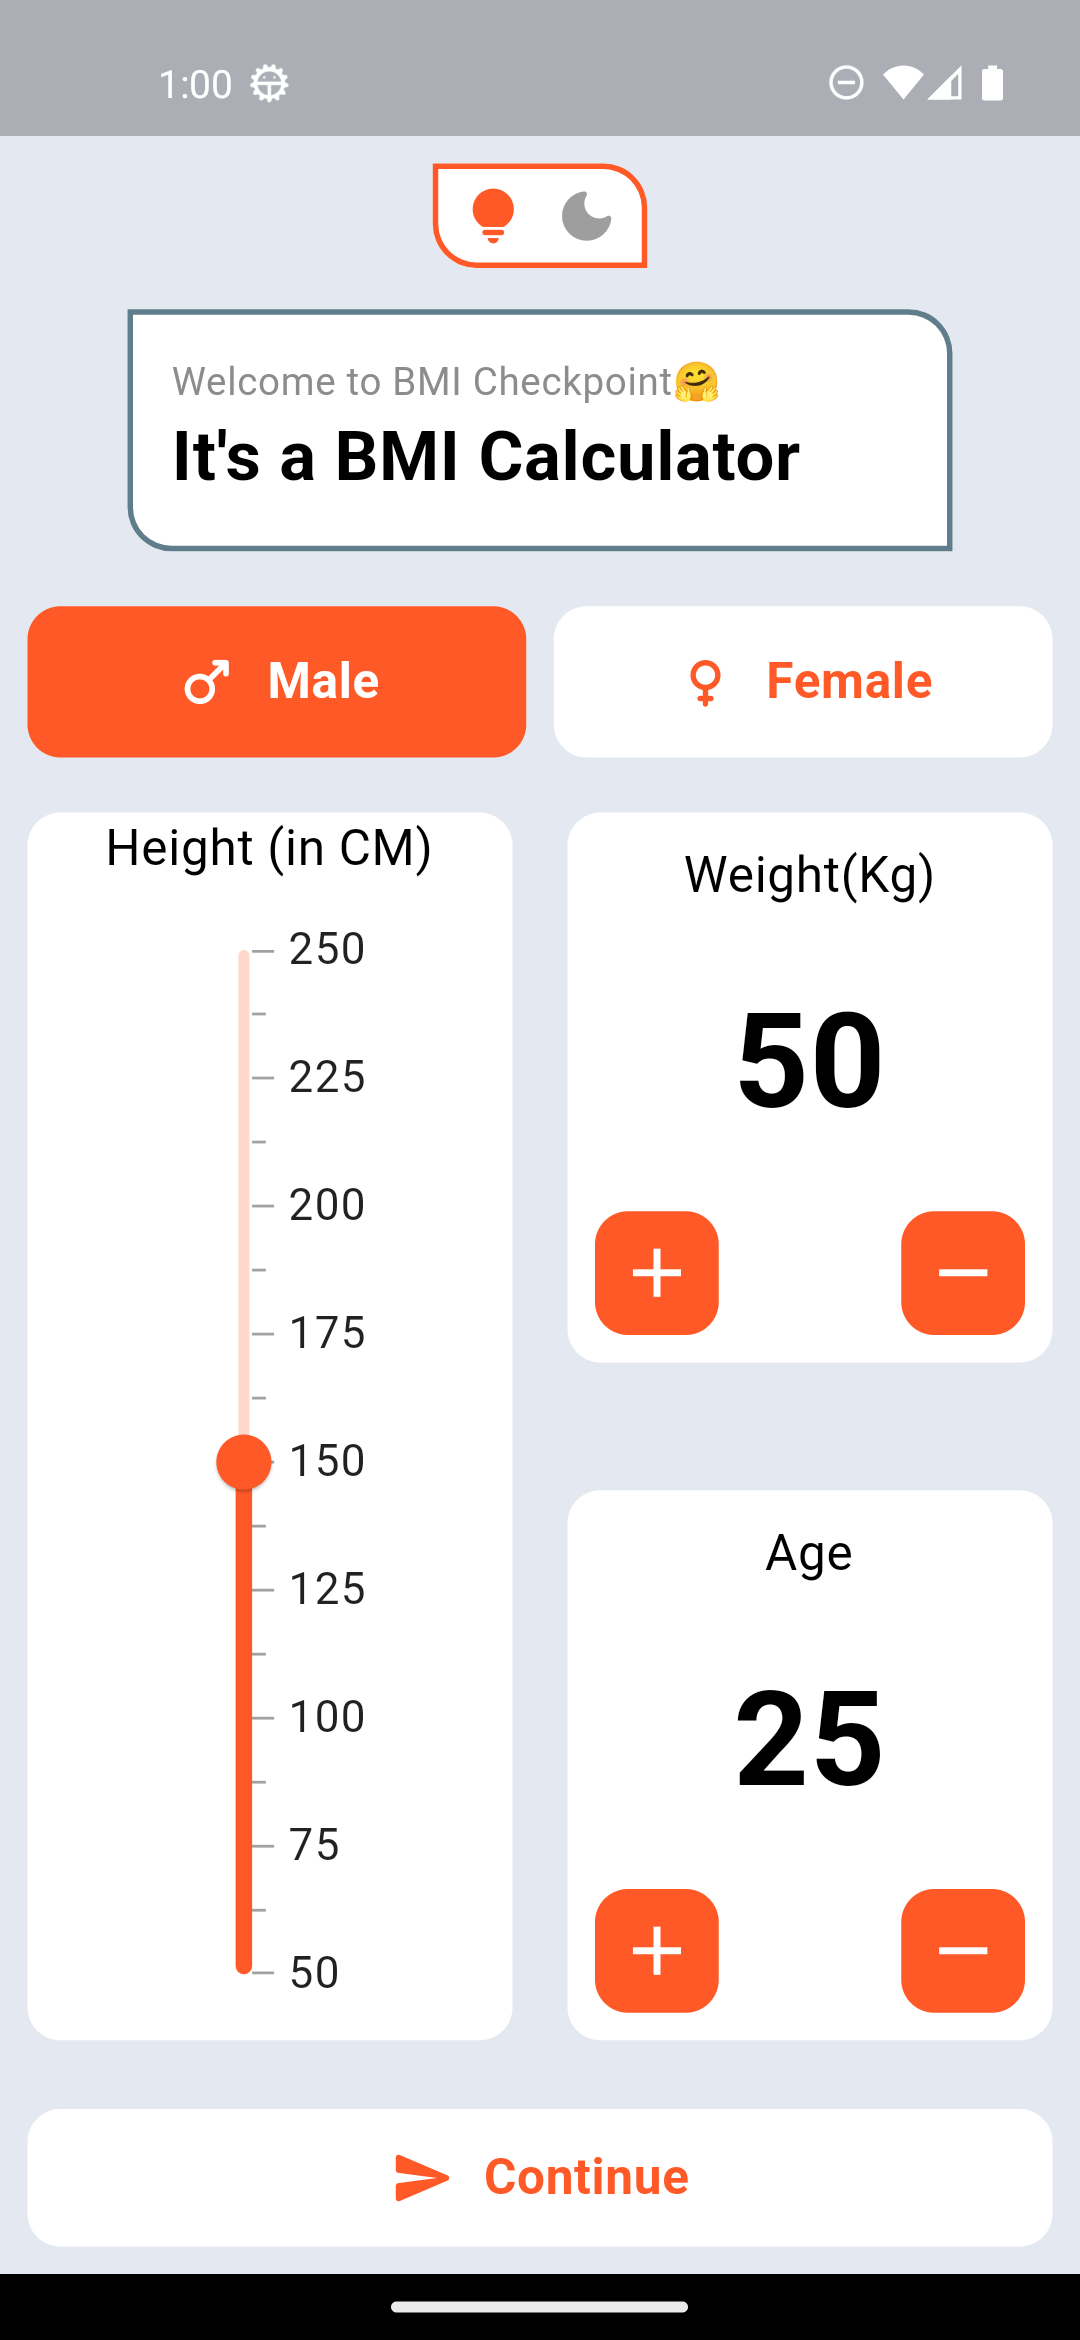 1:00
Welcome to BMI Checkpoint🤗
It's a BMI Calculator
Male
Female
Height (in CM)
250
225
200
175
150
125
100
75
50
Weight(Kg)
50
Age
25
Continue